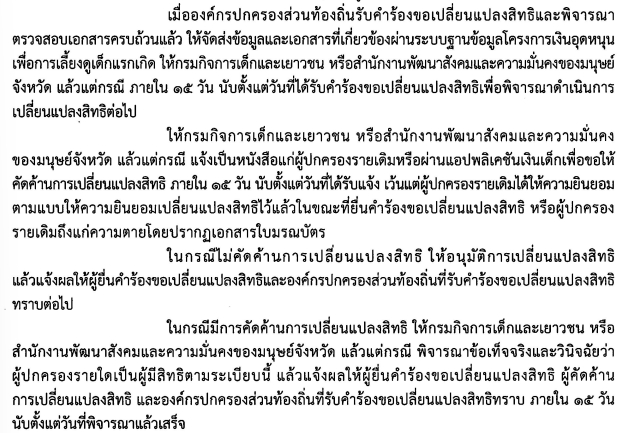 เมื่อองค์กรปกครองส่วนท้องถิ่นรับคำร้องขอเปลี่ยนแปลงสิทธิและพิจารณา
ตรวจสอบเอกสารครบถ้วนแล้ว ให้จัดส่งข้อมูลและเอกสารที่เกี่ยวข้องผ่านระบบฐานข้อมูลโครงการเงินอุดหนุน
เพื่อการเลี้ยงดูเด็กแรกเกิด ให้กรมกิจการเด็กและเยาวชน หรือสำนักงานพัฒนาสังคมและความมั่นคงของมนุษย์
จังหวัด แล้วแต่กรณี ภายใน ๑๕ วัน นับตั้งแต่วันที่ได้รับคำร้องขอเปลี่ยนแปลงสิทธิเพื่อพิจารณาดำเนินการ
เปลี่ยนแปลงสิทธิต่อไป
ให้กรมกิจการเด็กและเยาวชน หรือสำนักงานพัฒนาสังคมและความมั่นคง
ของมนุษย์จังหวัด แล้วแต่กรณี แจ้งเป็นหนังสือแก่ผู้ปกครองรายเดิมหรือผ่านแอปพลิเคชันเงินเด็กเพื่อขอให้
คัดค้านการเปลี่ยนแปลงสิทธิ ภายใน ๑๕ วัน นับตั้งแต่วันที่ได้รับแจ้ง เว้นแต่ผู้ปกครองรายเดิมได้ให้ความยินยอม
ตามแบบให้ความยินยอมเปลี่ยนแปลงสิทธิไว้แล้วในขณะที่ยื่นคำร้องขอเปลี่ยนแปลงสิทธิ หรือผู้ปกครอง
รายเดิมถึงแก่ความตายโดยปรากฏเอกสารใบมรณบัตร
ในกรณีไม่คัดค้านการเปลี่ยนแปลงสิทธิ ให้อนุมัติการเปลี่ยนแปลงสิทธิ
แล้วแจ้งผลให้ผู้ยื่นคำร้องขอเปลี่ยนแปลงสิทธิและองค์กรปกครองส่วนท้องถิ่นที่รับคำร้องขอเปลี่ยนแปลงสิทธิ
ทราบต่อไป
ในกรณีมีการคัดค้านการเปลี่ยนแปลงสิทธิ ให้กรมกิจการเด็กและเยาวชน หรือ
สำนักงานพัฒนาสังคมและความมั่นคงของมนุษย์จังหวัด แล้วแต่กรณี พิจารณาข้อเท็จจริงและวินิจฉัยว่า
ผู้ปกครองรายใดเป็นผู้มีสิทธิตามระเบียบนี้ แล้วแจ้งผลให้ผู้ยื่นคำร้องขอเปลี่ยนแปลงสิทธิ ผู้คัดค้าน
การเปลี่ยนแปลงสิทธิ และองค์กรปกครองส่วนท้องถิ่นที่รับคำร้องขอเปลี่ยนแปลงสิทธิทราบ ภายใน ๑๕ วัน
นับตั้งแต่วันที่พิจารณาแล้วเสร็จ